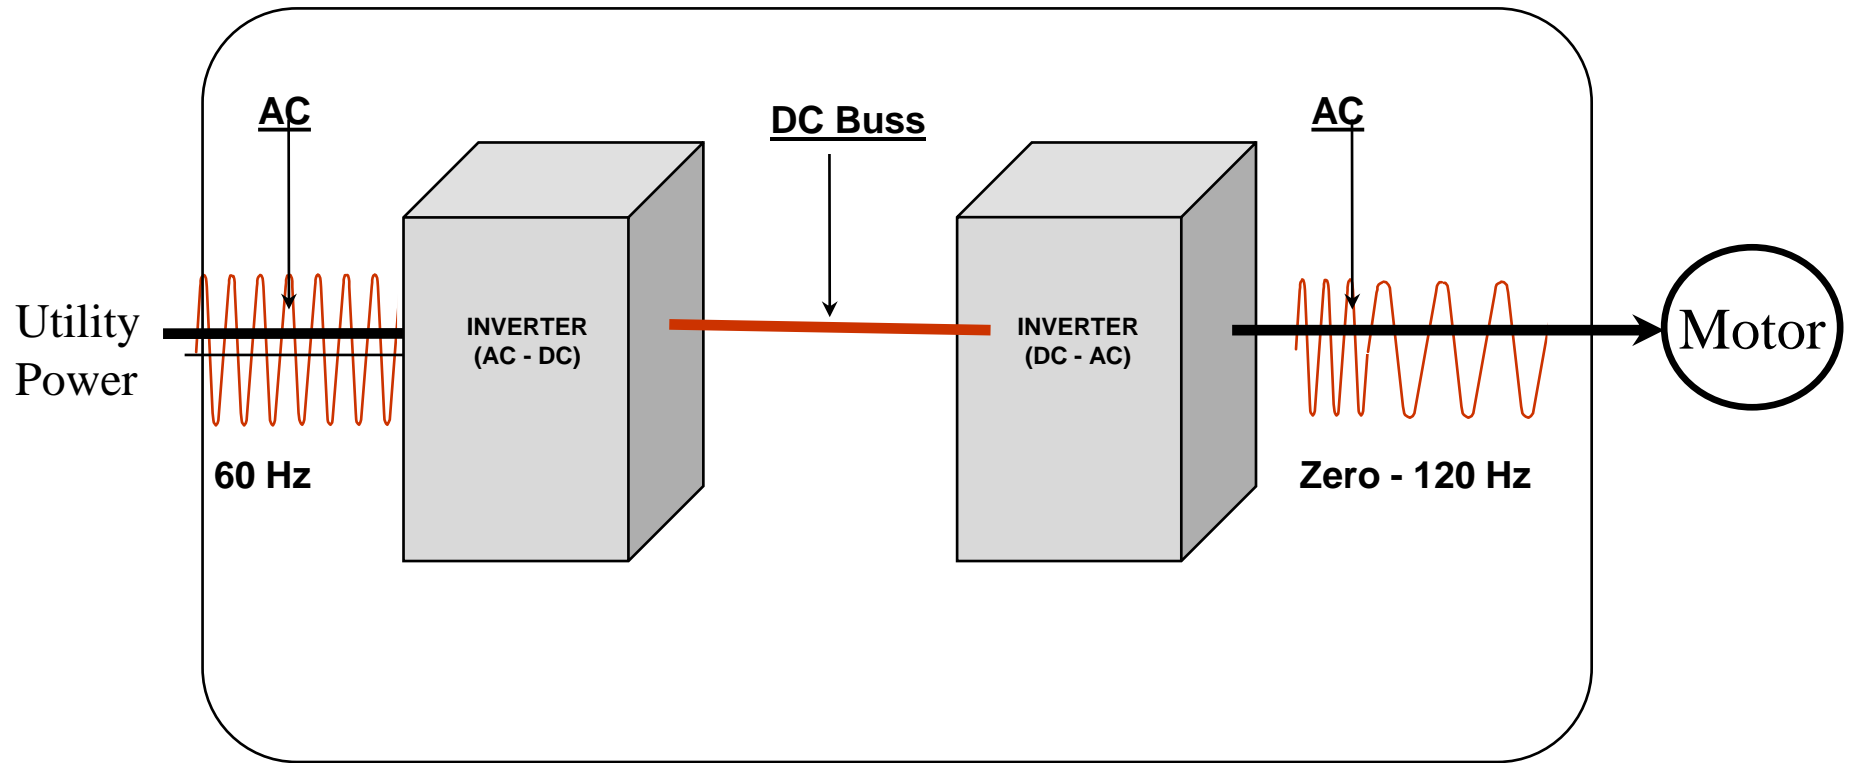 AC
DC Buss
AC
Utility
Power
INVERTER
(AC - DC)
INVERTER
(DC - AC)
Motor
60 Hz
Zero - 120 Hz